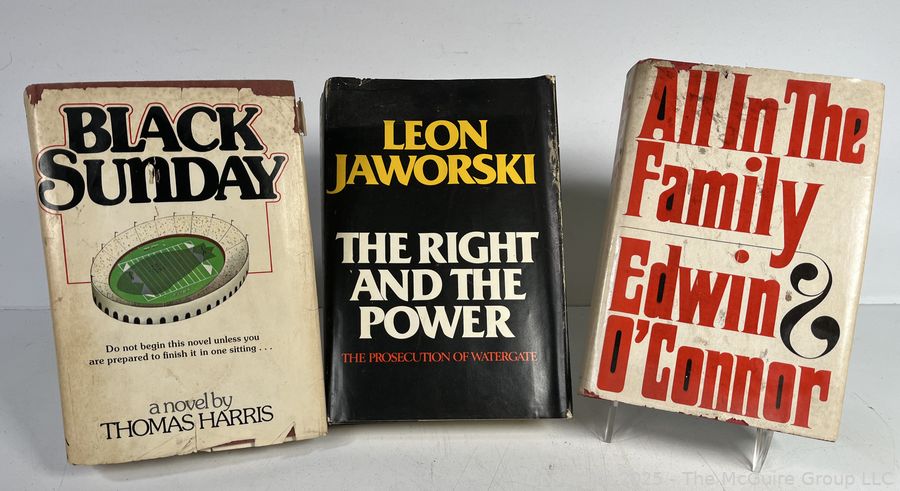 BLACK
SUNDAY
Do not begin this novel unless you
are prepared to finish it in one sitting . . .
a novel by
THOMAS HARRIS
LEON
JAWORSKI
THE RIGHT
AND THE
POWER
THE PROSECUTION OF WATERGATE
All In The
Family
Edwin
O'Connor
2025 - The McGuire Group LLC